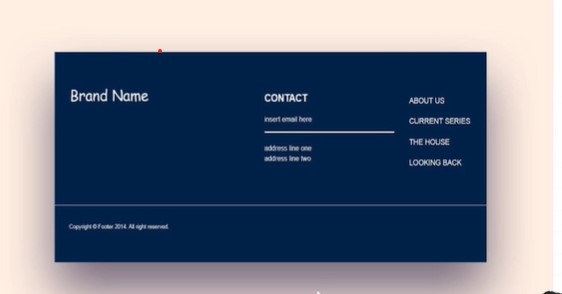 Brand Name
CONTACT
insert email here
address line one
address line two
ABOUT US
CURRENT SERIES
THE HOUSE
LOOKING BACK
Copyright © Footer 2014. All right reserved.